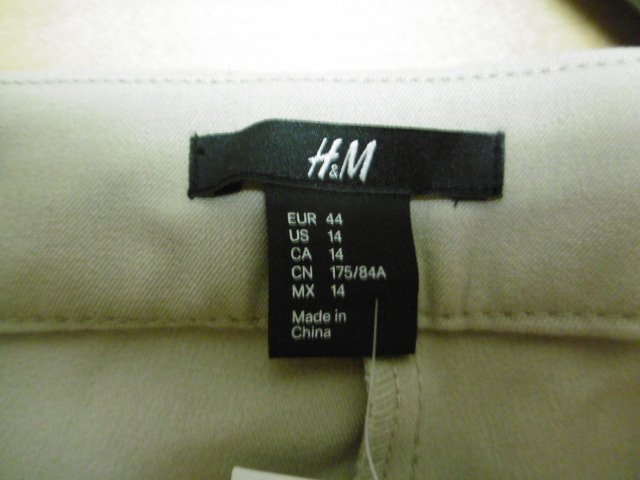 H&M
EUR 44
US 14
CA 14
CN 175/84A
MX 14
Made in
China